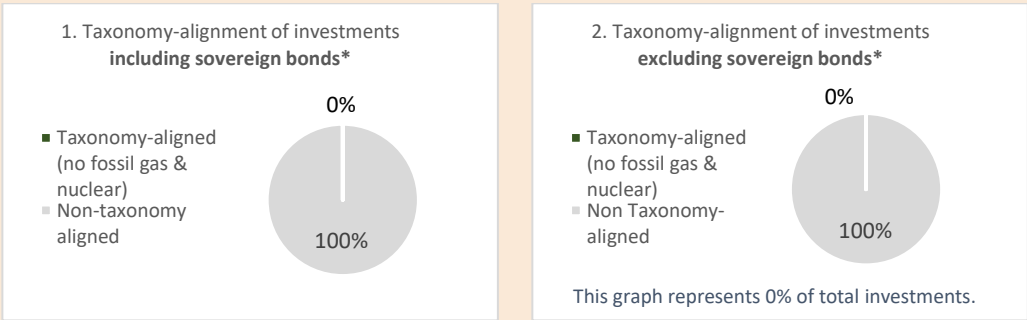 1. Taxonomy-alignment of investments
including sovereign bonds*
0%
Taxonomy-aligned
(no fossil gas &
nuclear)
Non-taxonomy
aligned
100%
2. Taxonomy-alignment of investments
excluding sovereign bonds*
0%
Taxonomy-aligned
(no fossil gas &
nuclear)
Non Taxonomy-
aligned
100%
This graph represents 0% of total investments.